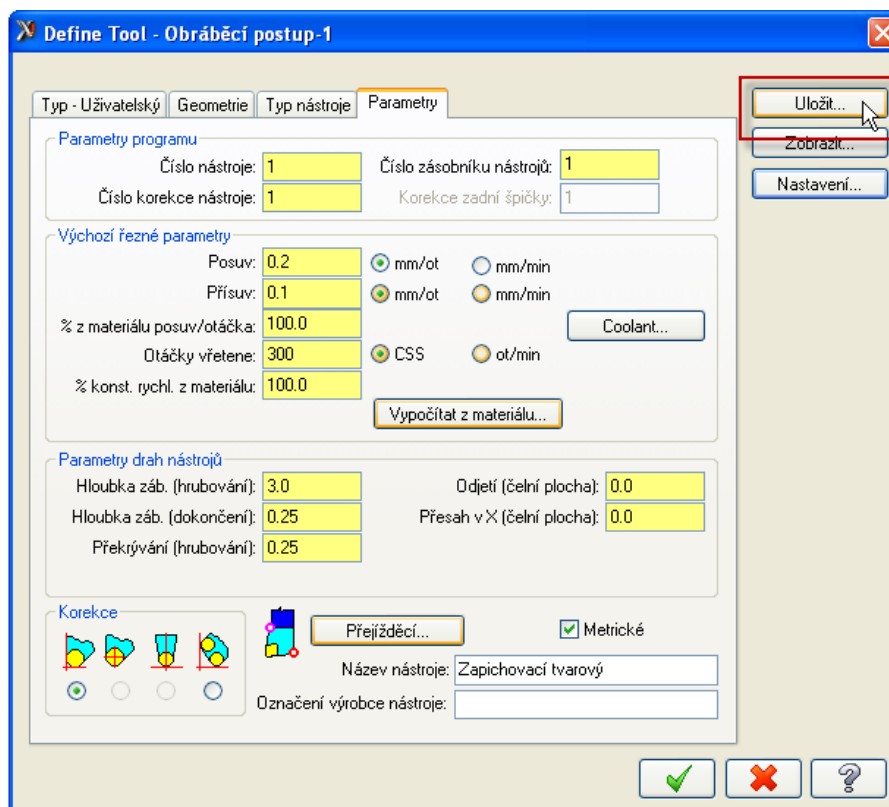 Define Tool - Obráběcí postup-1
Typ - Uživatelský Geometrie Typ nástroje Parametry
Uložit...
Zobrazit...
Nastavení...
Parametry programu
Číslo nástroje: 1 Číslo zásobníku nástrojů: 1
Číslo korekce nástroje: 1 Korekce zadní špičky: 1
Výchozí řezné parametry
Posuv: 0.2 mm/ot mm/min
Přísuv: 0.1 mm/ot mm/min
% z materiálu posuv/otáčka: 100.0 Coolant...
Otáčky vřetene: 300 CSS ot/min
% konst. rychl. z materiálu: 100.0
Vypočítat z materiálu...
Parametry drah nástrojů
Hloubka záb. (hrubování): 3.0 Odjetí (čelní plocha): 0.0
Hloubka záb. (dokončení): 0.25 Přesah v X (čelní plocha): 0.0
Překrývání (hrubování): 0.25
Korekce
Přejížděcí... Metrické
Název nástroje: Zapichovací tvarový
Označení výrobce nástroje: